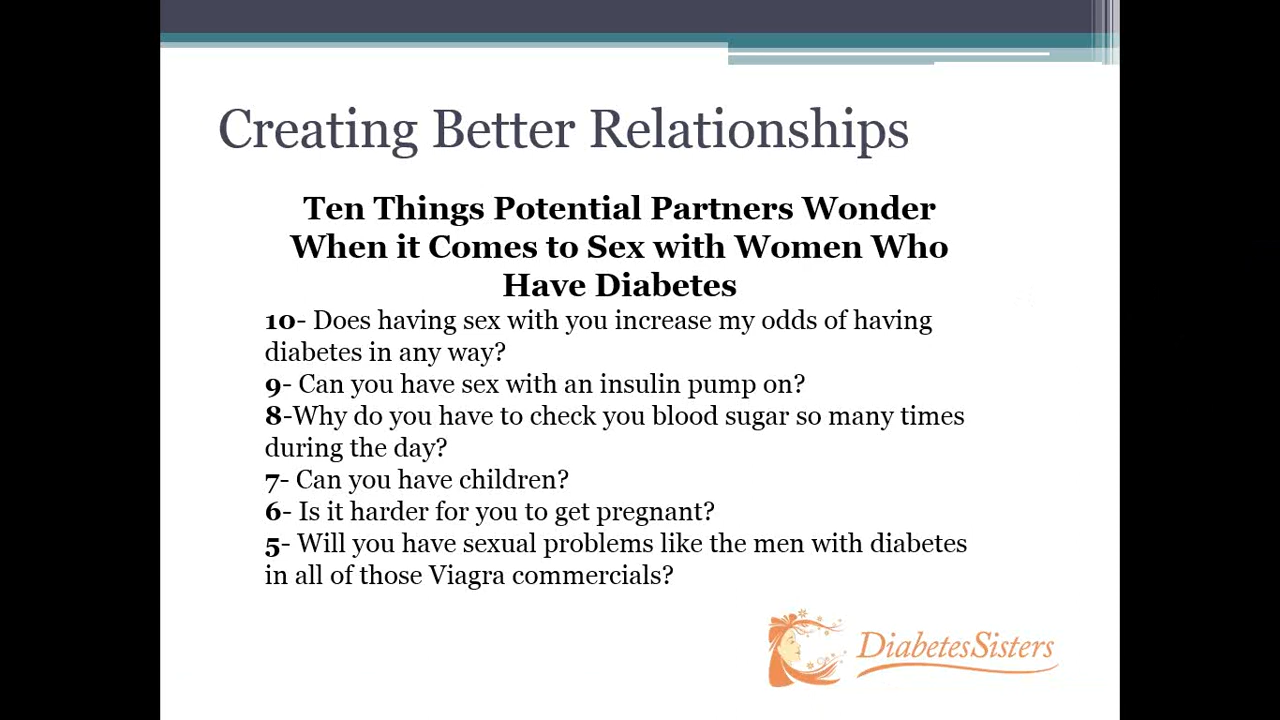 Creating Better Relationships
Ten Things Potential Partners Wonder
When it Comes to Sex with Women Who
Have Diabetes
10- Does having sex with you increase my odds of having
diabetes in any way?
9- Can you have sex with an insulin pump on?
8-Why do you have to check you blood sugar so many times
during the day?
7- Can you have children?
6- Is it harder for you to get pregnant?
5- Will you have sexual problems like the men with diabetes
in all of those Viagra commercials?
DiabetesSisters